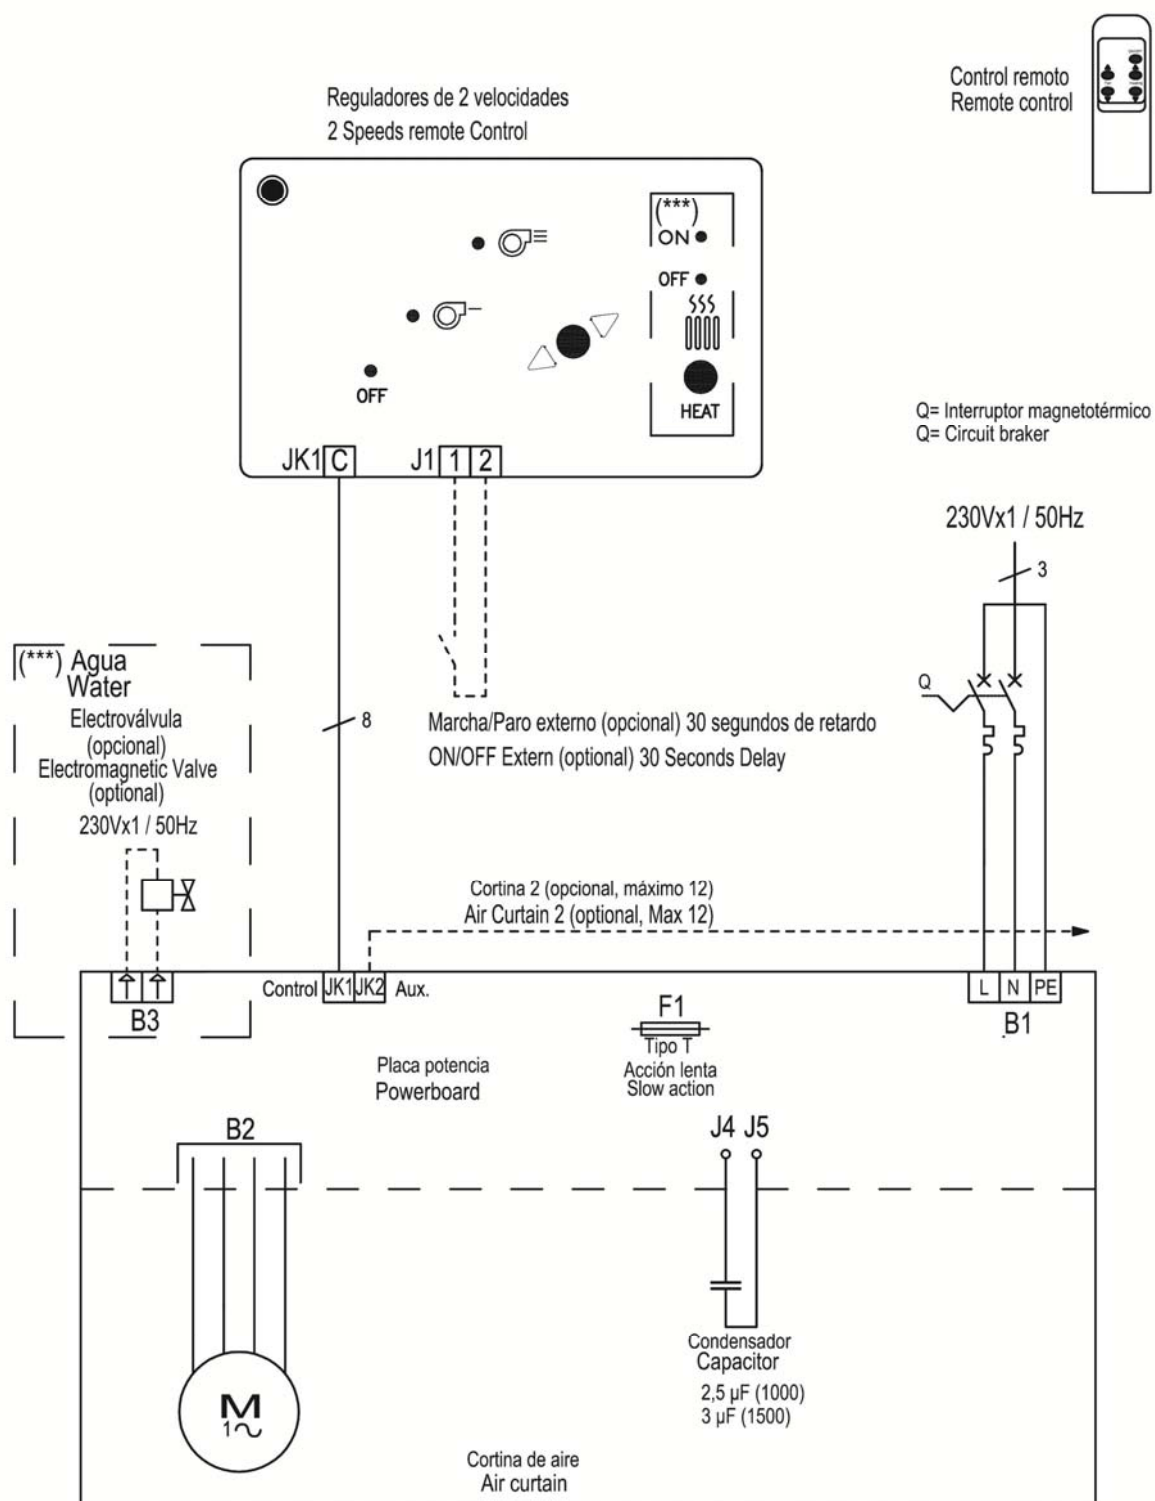 Control remoto
Remote control
Reguladores de 2 velocidades
2 Speeds remote Control
(***)
ON
OFF
OFF
HEAT
JK1 C
J1 1 2
Q= Interruptor magnetotérmico
Q= Circuit braker
230Vx1 / 50Hz
3
Q
(***) Agua
Water
Electroválvula
(opcional)
Electromagnetic Valve
(optional)
230Vx1 / 50Hz
8
Marcha/Paro externo (opcional) 30 segundos de retardo
ON/OFF Extern (optional) 30 Seconds Delay
Cortina 2 (opcional, máximo 12)
Air Curtain 2 (optional, Max 12)
B3
Control JK1 JK2 Aux.
L N PE
B1
F1
Tipo T
Acción lenta
Slow action
Placa potencia
Powerboard
B2
J4 J5
Condensador
Capacitor
2,5 µF (1000)
3 µF (1500)
M
1
Cortina de aire
Air curtain